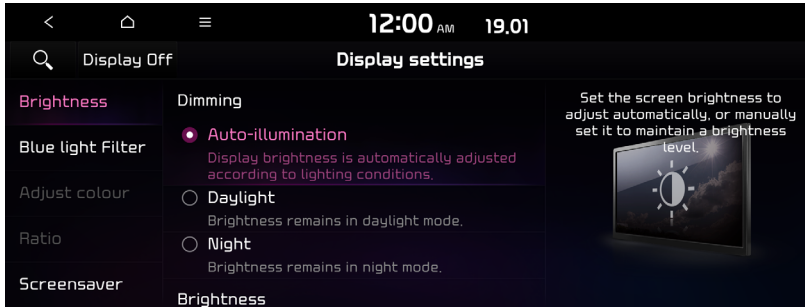 12:00 AM 19.01
Display Off
Display settings
Brightness
Blue light Filter
Adjust colour
Ratio
Screensaver
Dimming
Auto-illumination
Display brightness is automatically adjusted
according to lighting conditions.
Daylight
Brightness remains in daylight mode.
Night
Brightness remains in night mode.
Brightness
Set the screen brightness to
adjust automatically, or manually
set it to maintain a brightness
level.